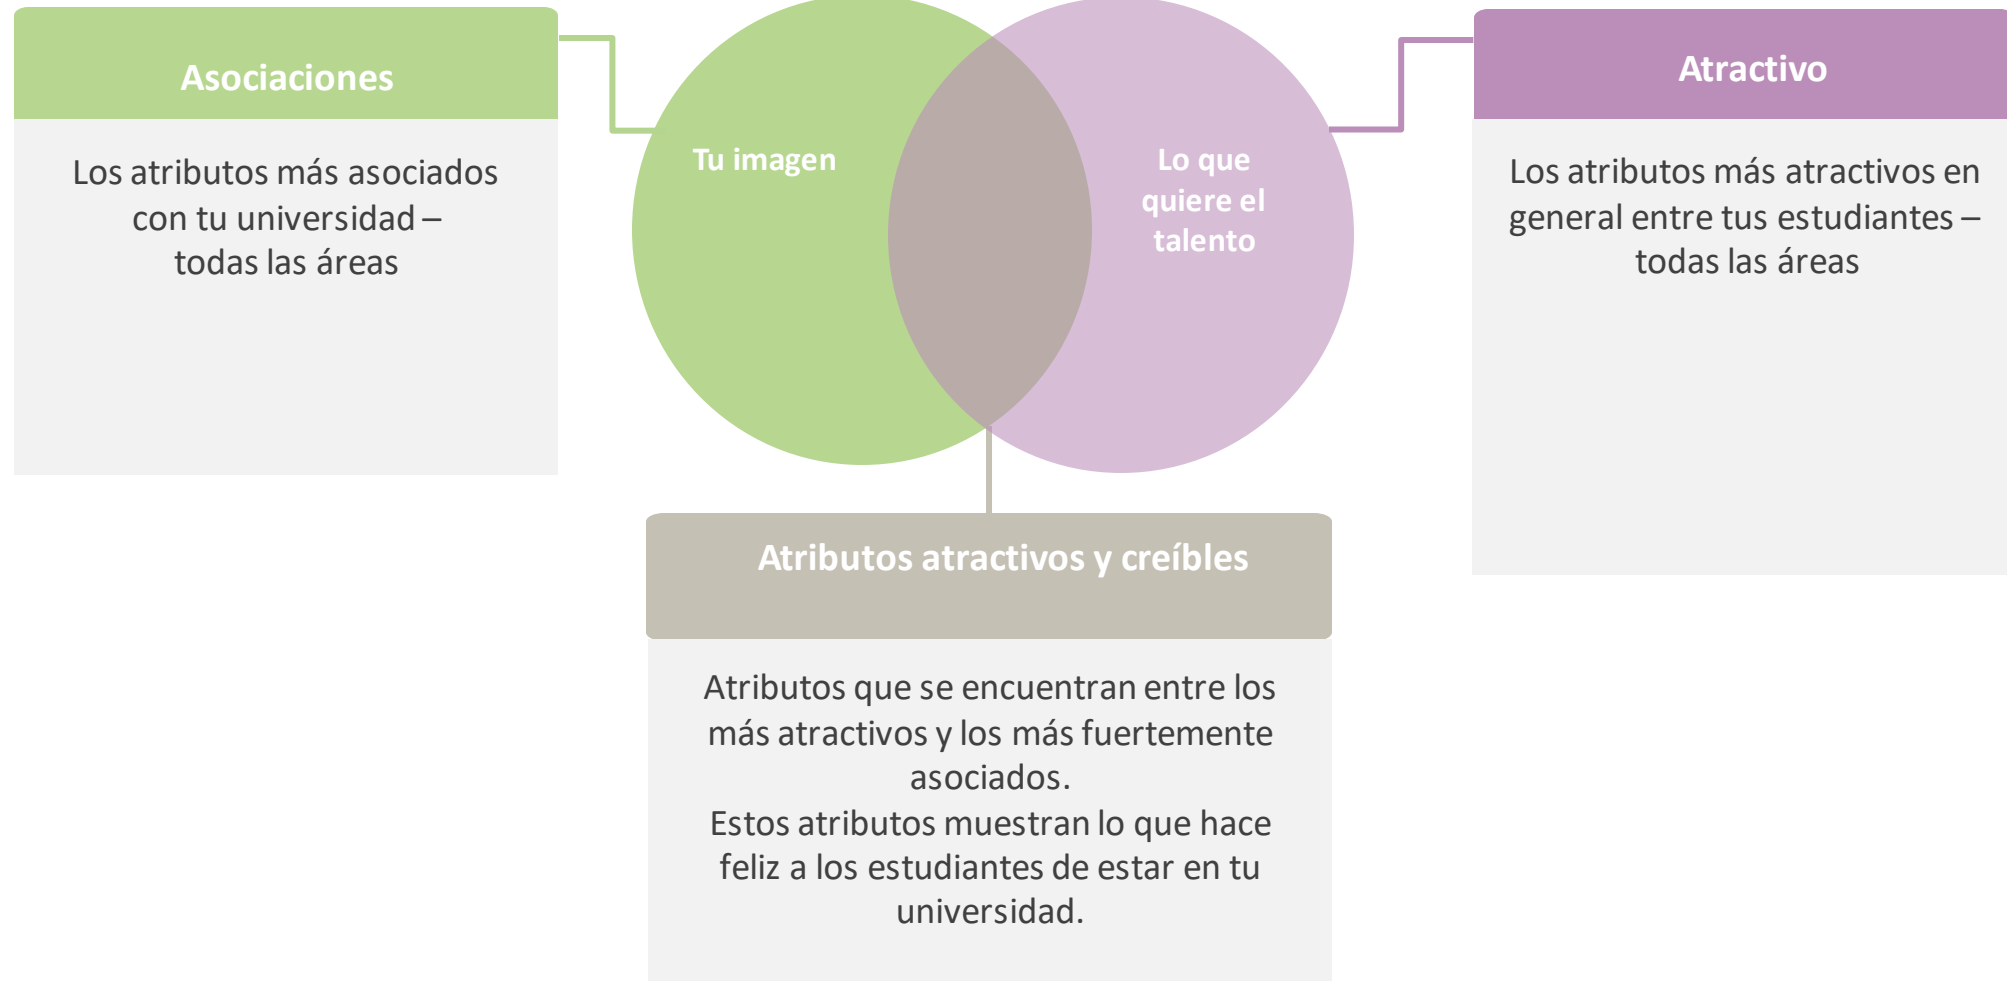 Asociaciones
Los atributos más asociados
con tu universidad –
todas las áreas
Tu imagen
Lo que
quiere el
talento
Atractivo
Los atributos más atractivos en
general entre tus estudiantes –
todas las áreas
Atributos atractivos y creíbles
Atributos que se encuentran entre los
más atractivos y los más fuertemente
asociados.
Estos atributos muestran lo que hace
feliz a los estudiantes de estar en tu
universidad.